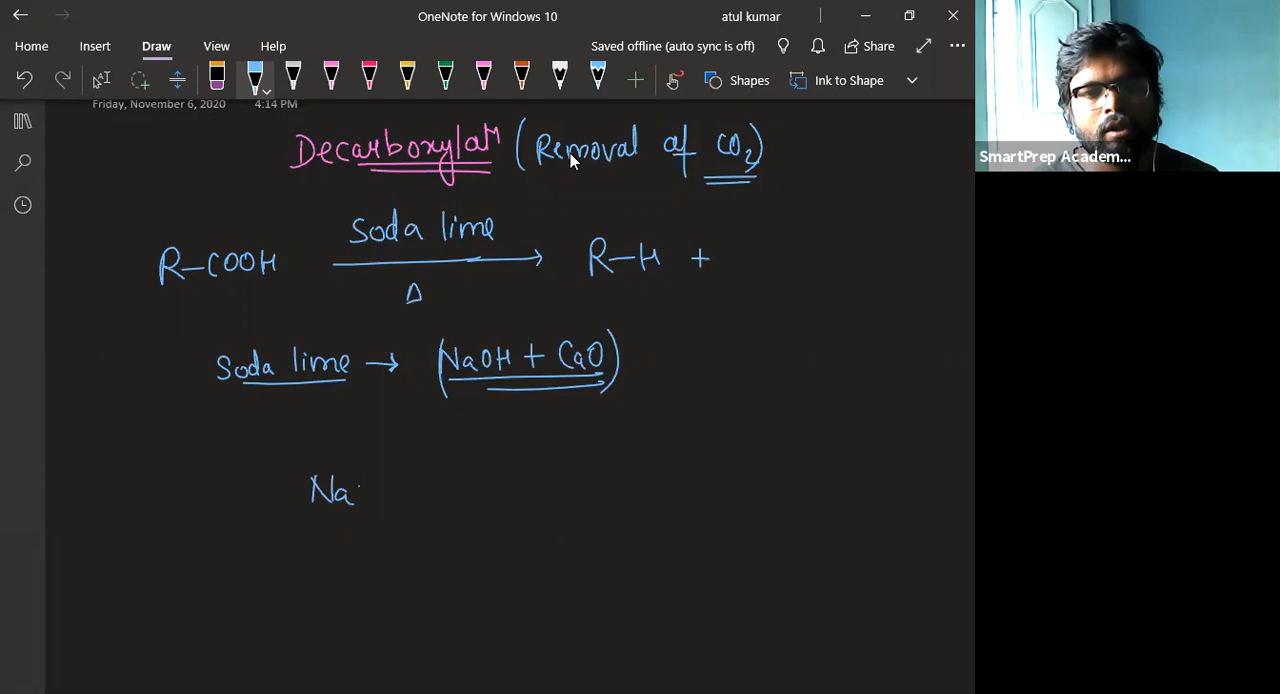 OneNote for Windows 10
atul kumar
Home Insert Draw View Help
Saved offline (auto sync is off)
Share
Shapes
Ink to Shape
Friday, November 6, 2020 4:14 PM
SmartPrep Academ...
Decarboxylatⁿ (Removal of CO₂)
Soda lime
R–COOH ⟶ R–H +
Δ
Soda lime → (NaOH + CaO)
Na